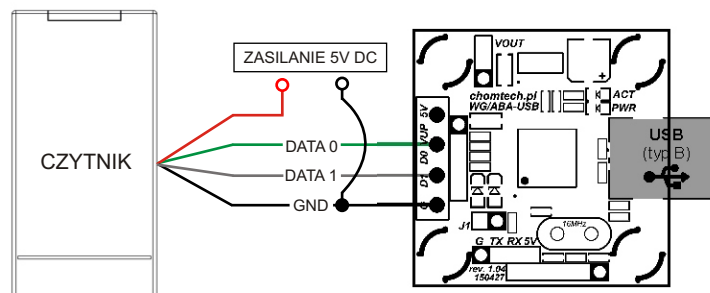 ZASILANIE 5V DC
CZYTNIK
DATA 0
DATA 1
GND
VOUT
chomtech.pl
WG/ABA-USB
ACT
PWR
5V
VUP
D0
D1
G
USB
(typ B)
J1
16MHz
G TX RX 5V
rev. 1.04
150427
+